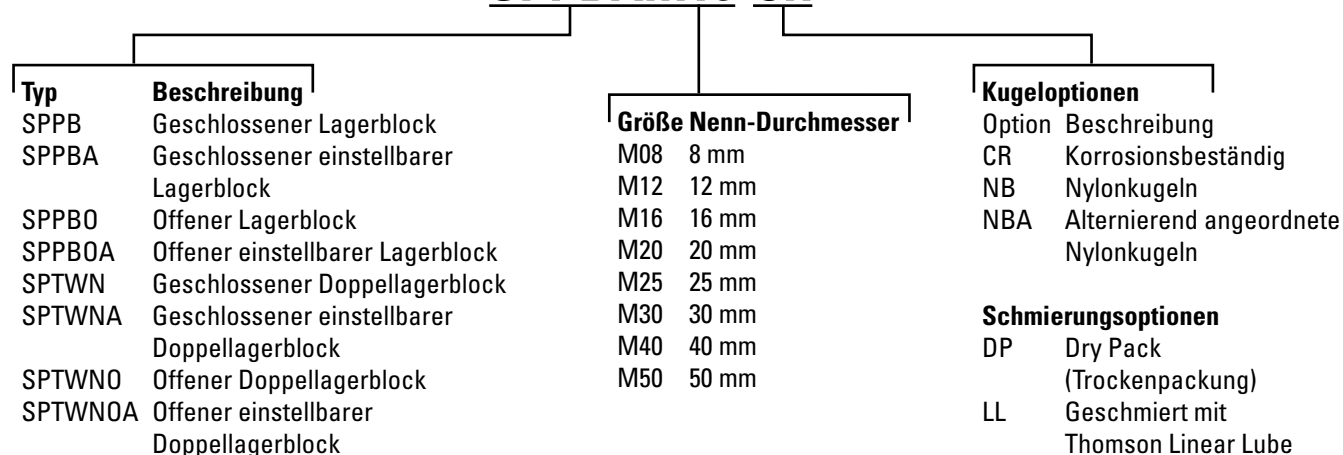 Typ Beschreibung
SPPB Geschlossener Lagerblock
SPPBA Geschlossener einstellbarer
Lagerblock
SPPBO Offener Lagerblock
SPPBOA Offener einstellbarer Lagerblock
SPTWN Geschlossener Doppellagerblock
SPTWNA Geschlossener einstellbarer
Doppellagerblock
SPTWNO Offener Doppellagerblock
SPTWNOA Offener einstellbarer
Doppellagerblock
Größe Nenn-Durchmesser
M08 8 mm
M12 12 mm
M16 16 mm
M20 20 mm
M25 25 mm
M30 30 mm
M40 40 mm
M50 50 mm
Kugeloptionen
Option Beschreibung
CR Korrosionsbeständig
NB Nylonkugeln
NBA Alternierend angeordnete
Nylonkugeln
Schmierungsoptionen
DP Dry Pack
(Trockenpackung)
LL Geschmiert mit
Thomson Linear Lube